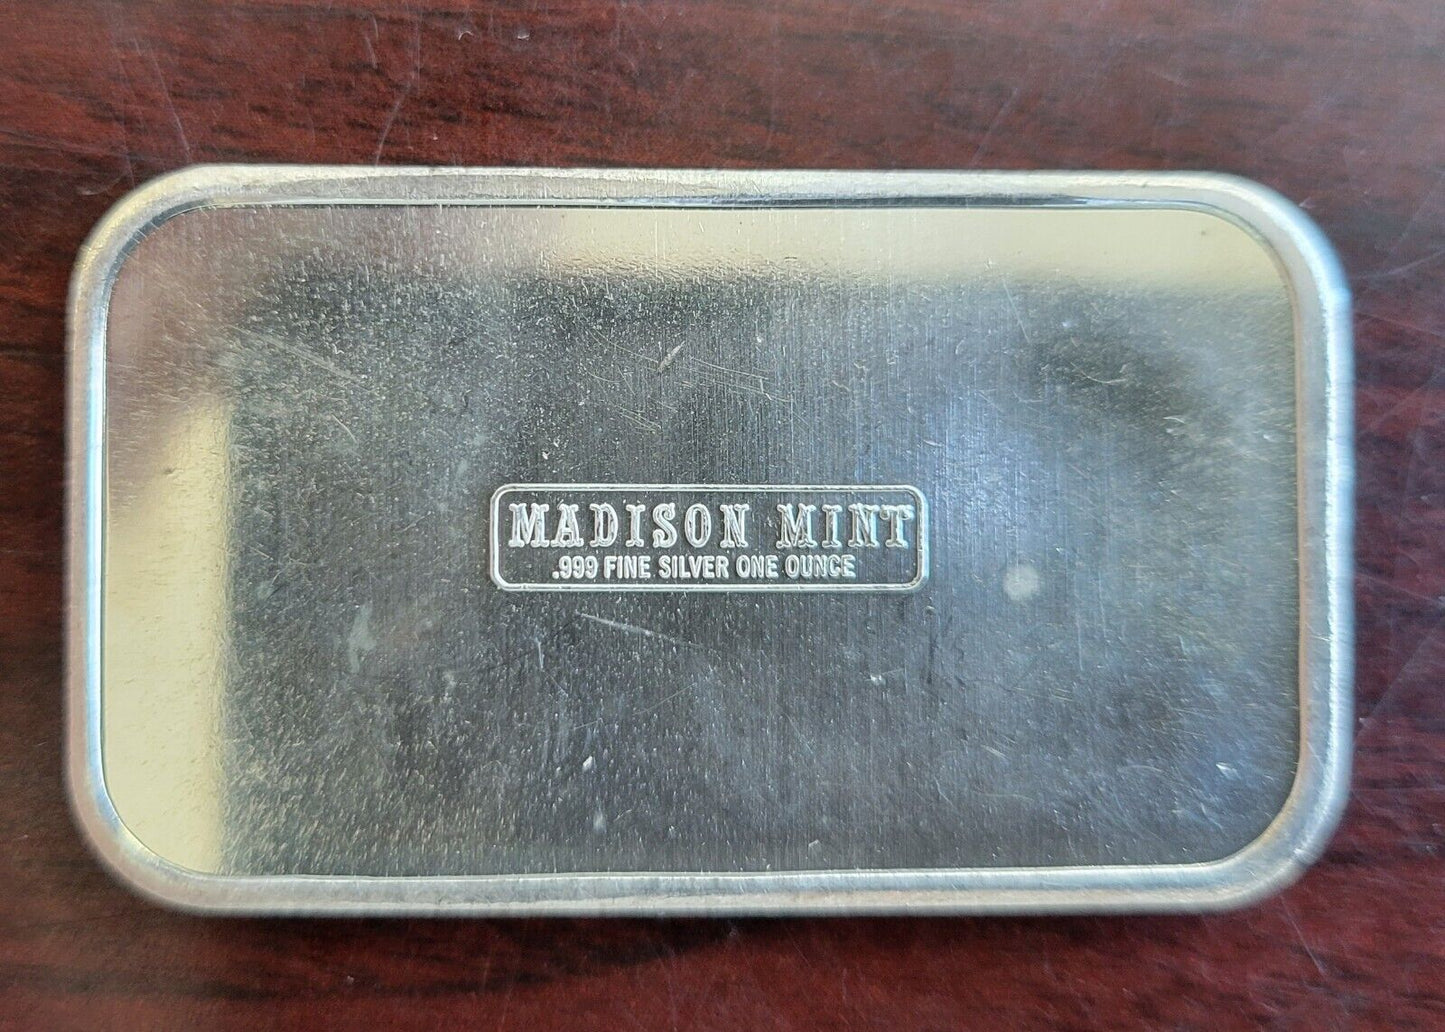 MADISON MINT
.999 FINE SILVER ONE OUNCE